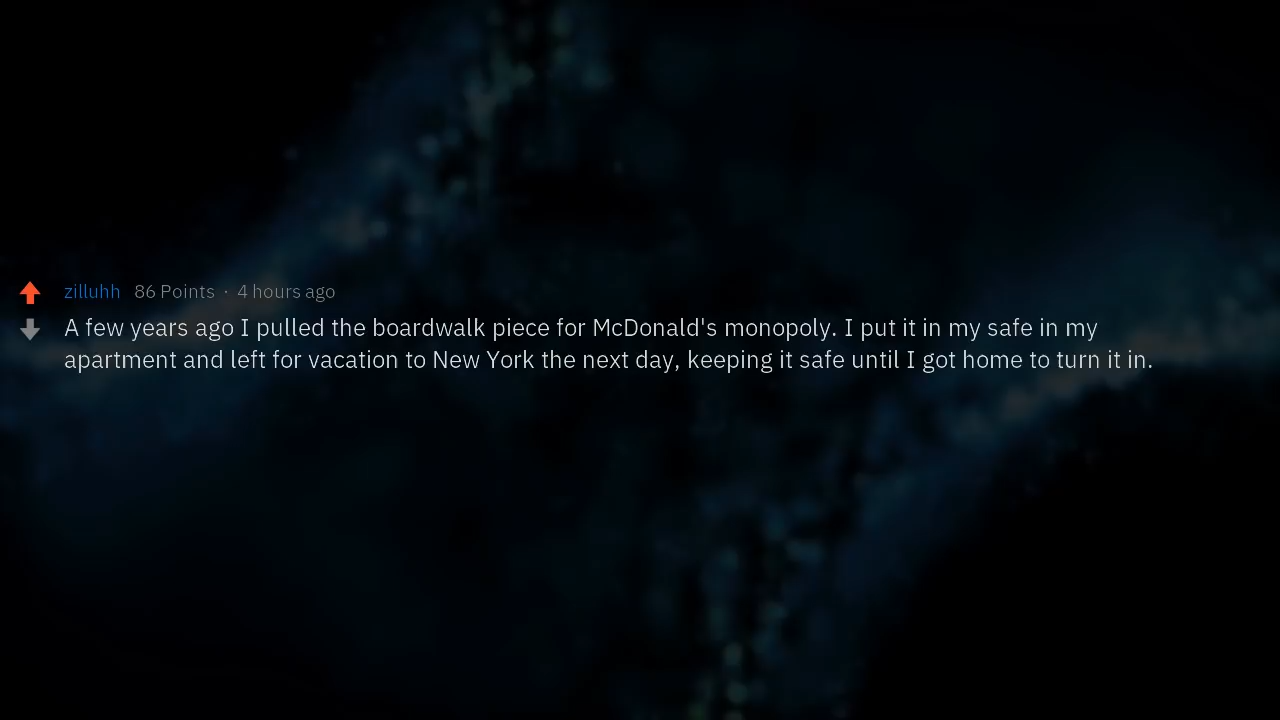 zilluhh 86 Points · 4 hours ago
A few years ago I pulled the boardwalk piece for McDonald's monopoly. I put it in my safe in my
apartment and left for vacation to New York the next day, keeping it safe until I got home to turn it in.